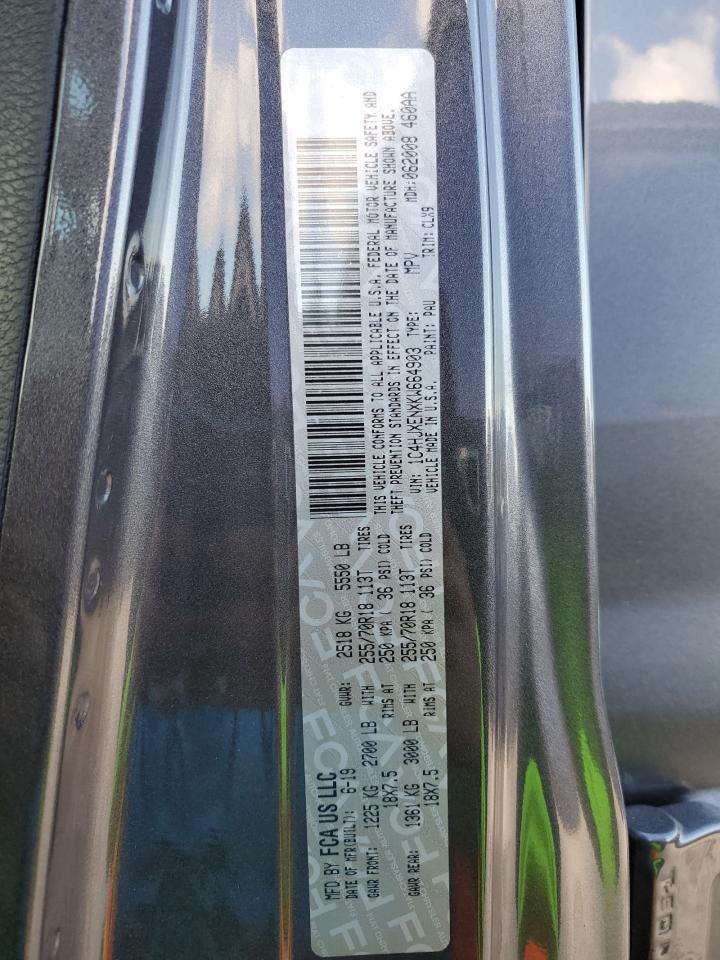 MFD BY FCA US LLC
DATE OF MFR(BUILT): 6-19 GVWR: 2518 KG 5550 LB
GAWR FRONT: 1225 KG 2700 LB WITH 255/70R18 113T TIRES
18X7.5 RIMS AT 250 KPA ( 36 PSI) COLD
GAWR REAR: 1361 KG 3000 LB WITH 255/70R18 113T TIRES
18X7.5 RIMS AT 250 KPA ( 36 PSI) COLD
THIS VEHICLE CONFORMS TO ALL APPLICABLE U.S.A. FEDERAL MOTOR VEHICLE SAFETY AND
THEFT PREVENTION STANDARDS IN EFFECT ON THE DATE OF MANUFACTURE SHOWN ABOVE.
VIN: 1C4HJXENXKW664903 TYPE: MPV MDH:062008 460AA
VEHICLE MADE IN U.S.A. PAINT: PAU TRIM: CLX9